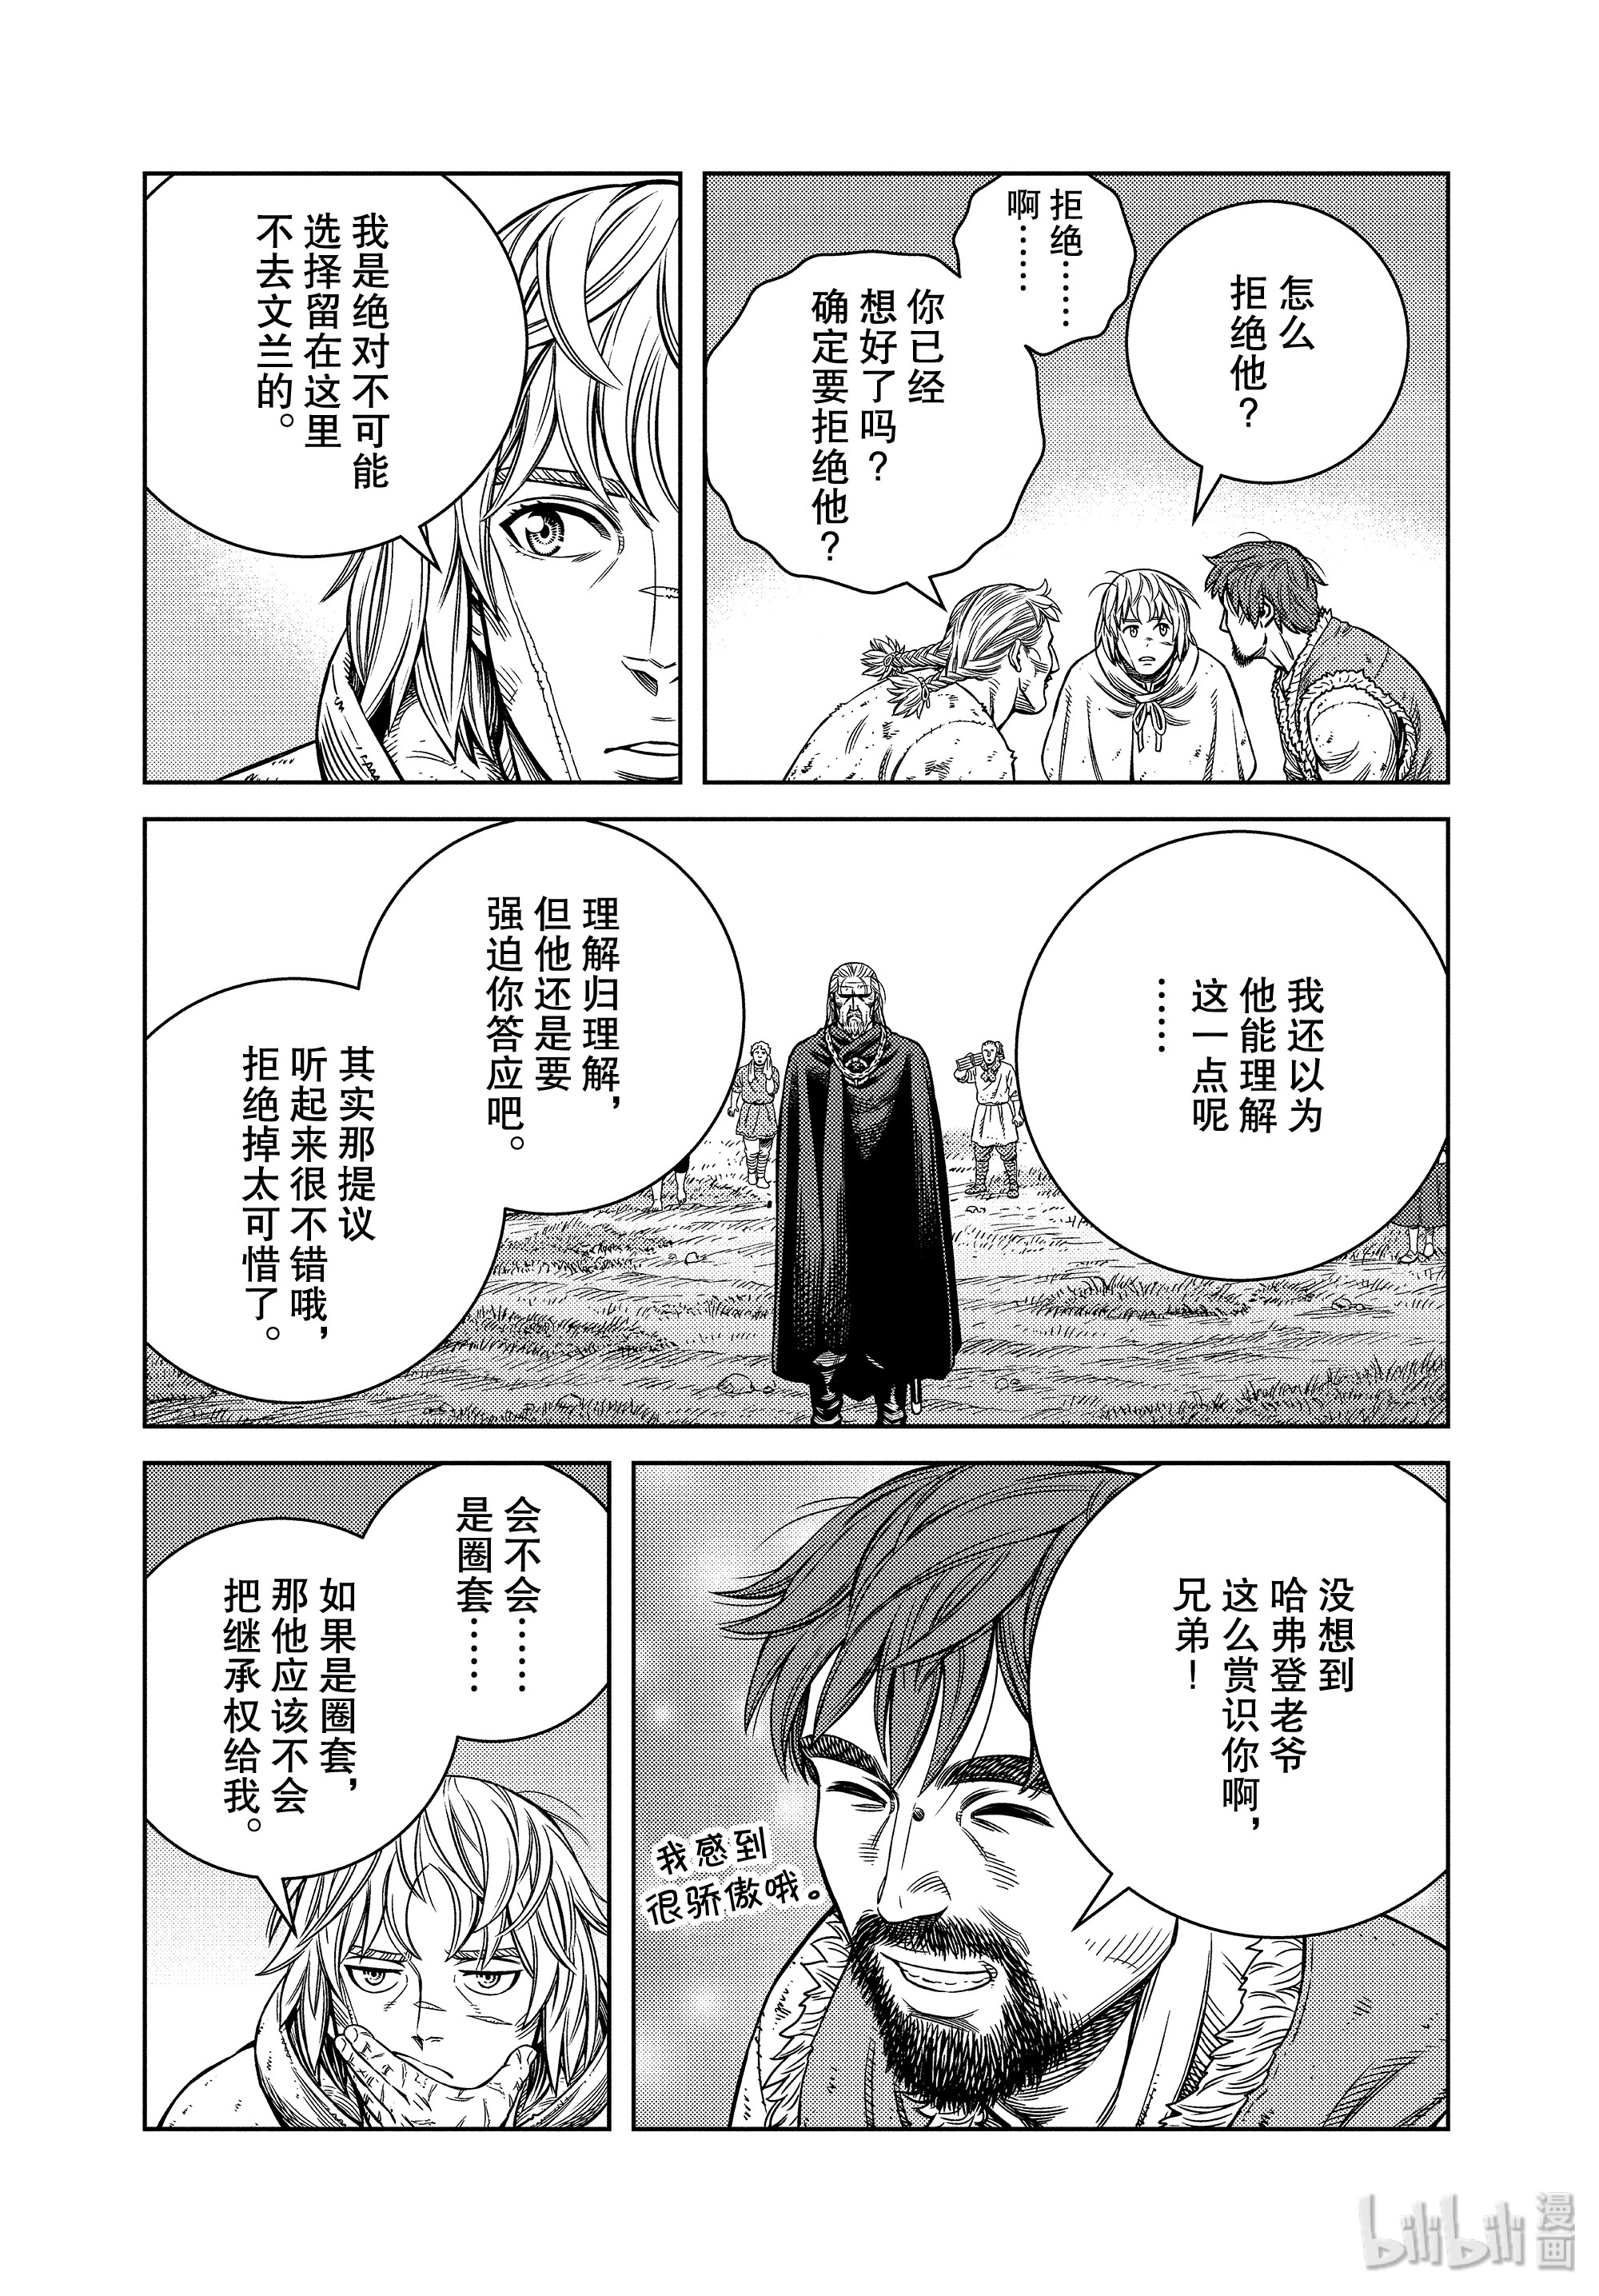 怎么
拒绝他？
拒绝……
啊……
你已经
想好了吗？
确定要拒绝他？
我是绝对不可能
选择留在这里
不去文兰的。
我还以为
他能理解
这一点呢
……
理解归理解，
但他还是要
强迫你答应吧。
其实那提议
听起来很不错哦，
拒绝掉太可惜了。
没想到
哈弗登老爷
这么赏识你啊，
兄弟！
我感到
很骄傲哦。
会不会……
是圈套……
如果是圈套，
那他应该不会
把继承权给我。
bilibili 漫画